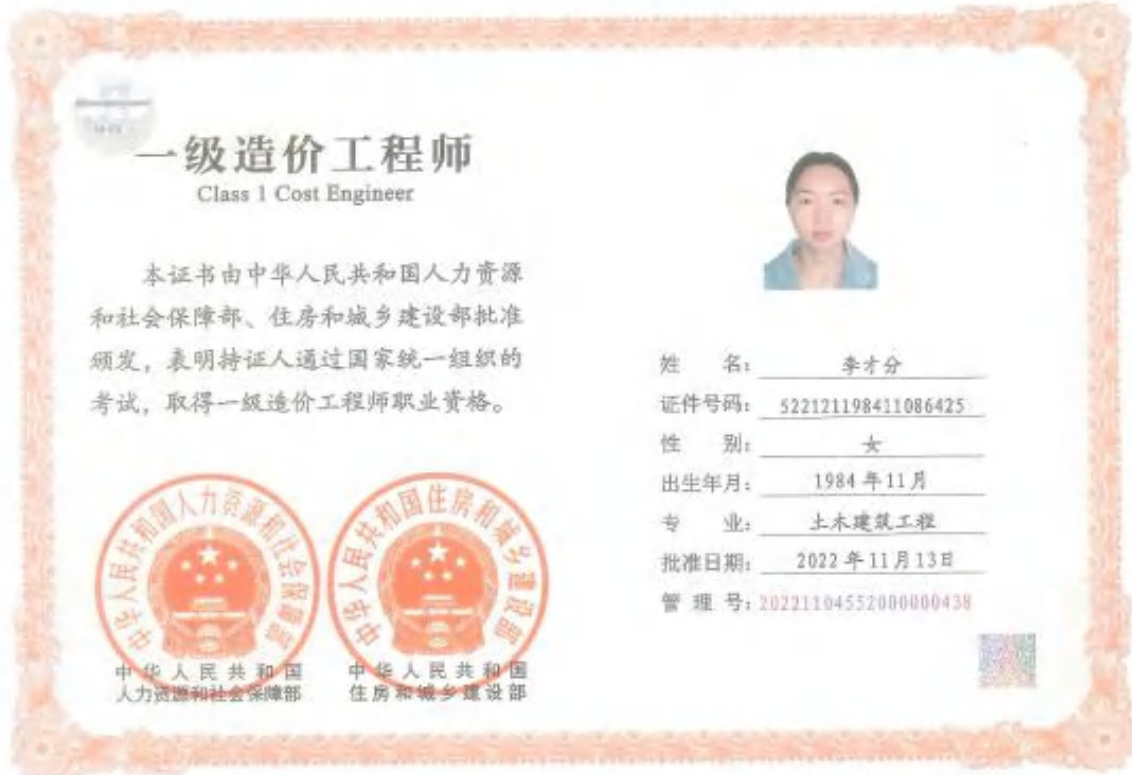 一级造价工程师
Class 1 Cost Engineer
本证书由中华人民共和国人力资源
和社会保障部、住房和城乡建设部批准
颁发，表明持证人通过国家统一组织的
考试，取得一级造价工程师职业资格。
中华人民共和国人力资源和社会保障部
中华人民共和国住房和城乡建设部
中华人民共和国
人力资源和社会保障部
中华人民共和国
住房和城乡建设部
姓 名：李才分
证件号码：522121198411086425
性 别：女
出生年月：1984年11月
专 业：土木建筑工程
批准日期：2022年11月13日
管 理 号：20221104552000000438